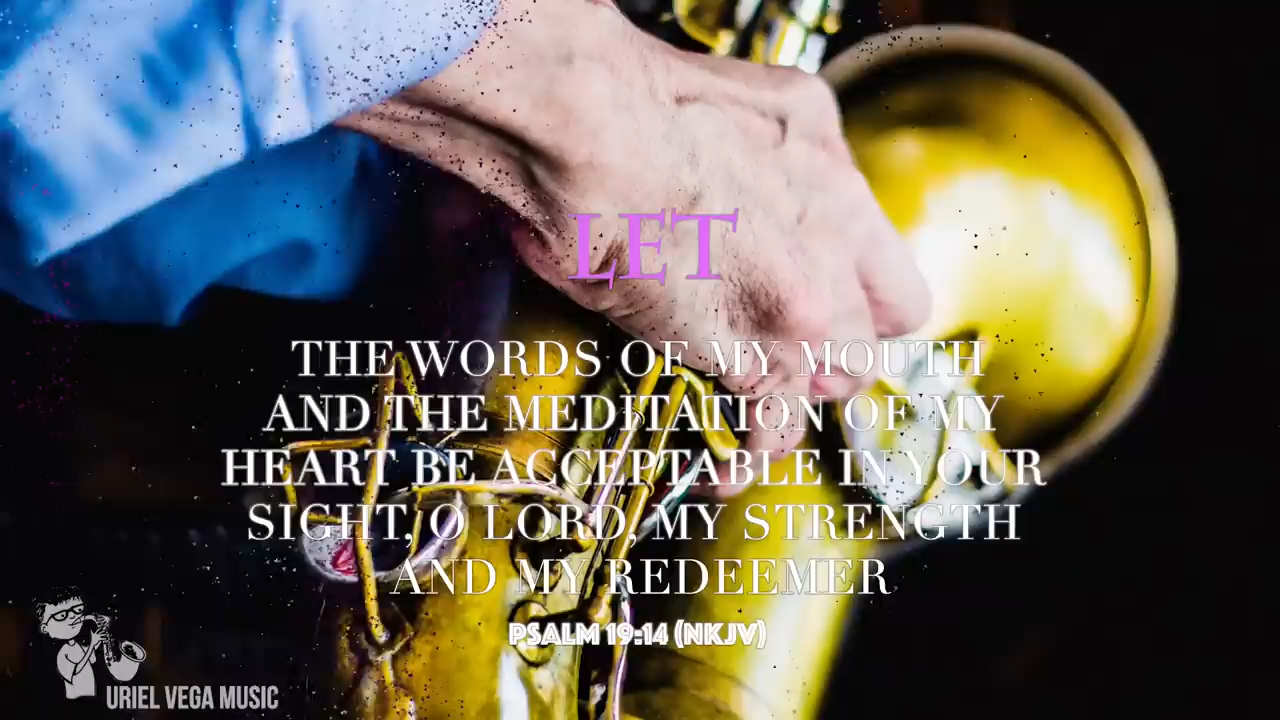 LET
THE WORDS OF MY MOUTH
AND THE MEDITATION OF MY
HEART BE ACCEPTABLE IN YOUR
SIGHT, O LORD, MY STRENGTH
AND MY REDEEMER
PSALM 19:14 (NKJV)
URIEL VEGA MUSIC